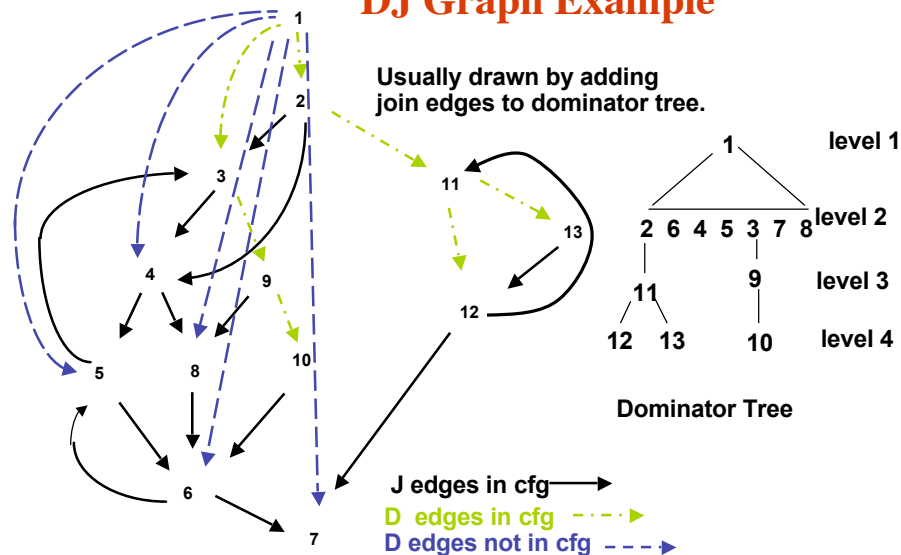 DJ Graph Example
1
Usually drawn by adding
join edges to dominator tree.
2
3
11
13
4
9
12
5
8
10
6
7
1 level 1
2 6 4 5 3 7 8 level 2
11 9 level 3
12 13 10 level 4
Dominator Tree
J edges in cfg
D edges in cfg
D edges not in cfg